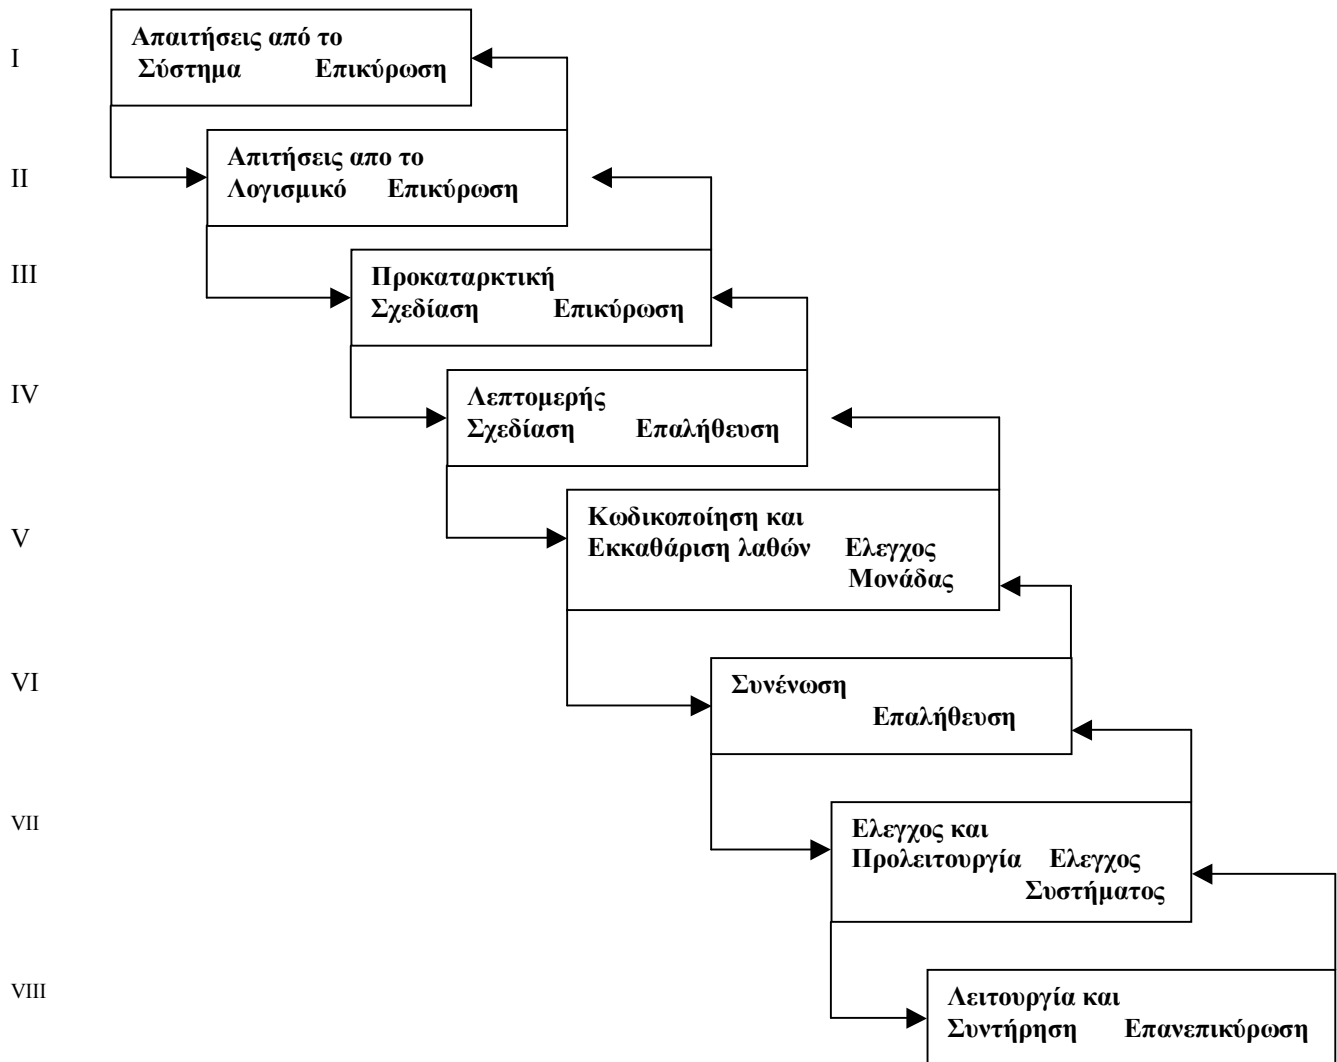 I
Απαιτήσεις από το
Σύστημα Επικύρωση
II
Απιτήσεις απο το
Λογισμικό Επικύρωση
III
Προκαταρκτική
Σχεδίαση Επικύρωση
IV
Λεπτομερής
Σχεδίαση Επαλήθευση
V
Κωδικοποίηση και
Εκκαθάριση λαθών Ελεγχος
Μονάδας
VI
Συνένωση
Επαλήθευση
VII
Ελεγχος και
Προλειτουργία Ελεγχος
Συστήματος
VIII
Λειτουργία και
Συντήρηση Επανεπικύρωση